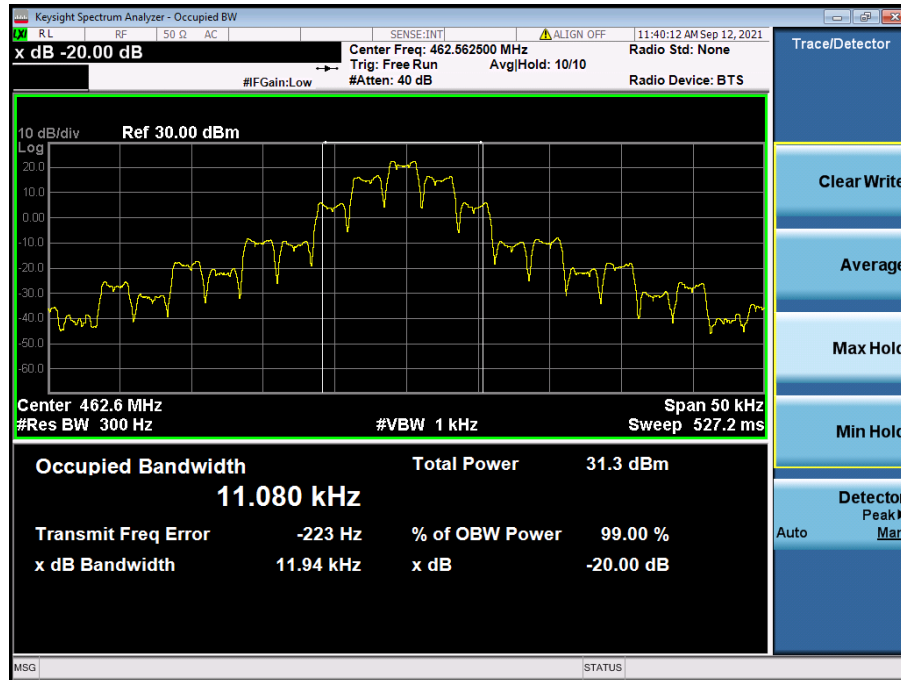 Keysight Spectrum Analyzer - Occupied BW
LXI RL RF 50 Ω AC SENSE:INT ALIGN OFF 11:40:12 AM Sep 12, 2021
x dB -20.00 dB
Center Freq: 462.562500 MHz Radio Std: None
Trig: Free Run Avg|Hold: 10/10
#IFGain:Low #Atten: 40 dB Radio Device: BTS
Trace/Detector
10 dB/div Ref 30.00 dBm
Log
20.0
10.0
0.00
-10.0
-20.0
-30.0
-40.0
-50.0
-60.0
Center 462.6 MHz Span 50 kHz
#Res BW 300 Hz #VBW 1 kHz Sweep 527.2 ms
Occupied Bandwidth Total Power 31.3 dBm
11.080 kHz
Transmit Freq Error -223 Hz % of OBW Power 99.00 %
x dB Bandwidth 11.94 kHz x dB -20.00 dB
Clear Write
Average
Max Hold
Min Hold
Detector
Peak
Auto Man
MSG STATUS